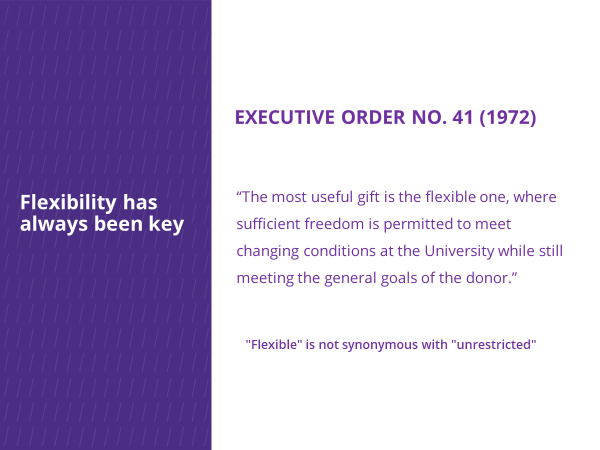 Flexibility has
always been key
EXECUTIVE ORDER NO. 41 (1972)
“The most useful gift is the flexible one, where
sufficient freedom is permitted to meet
changing conditions at the University while still
meeting the general goals of the donor.”
"Flexible" is not synonymous with "unrestricted"